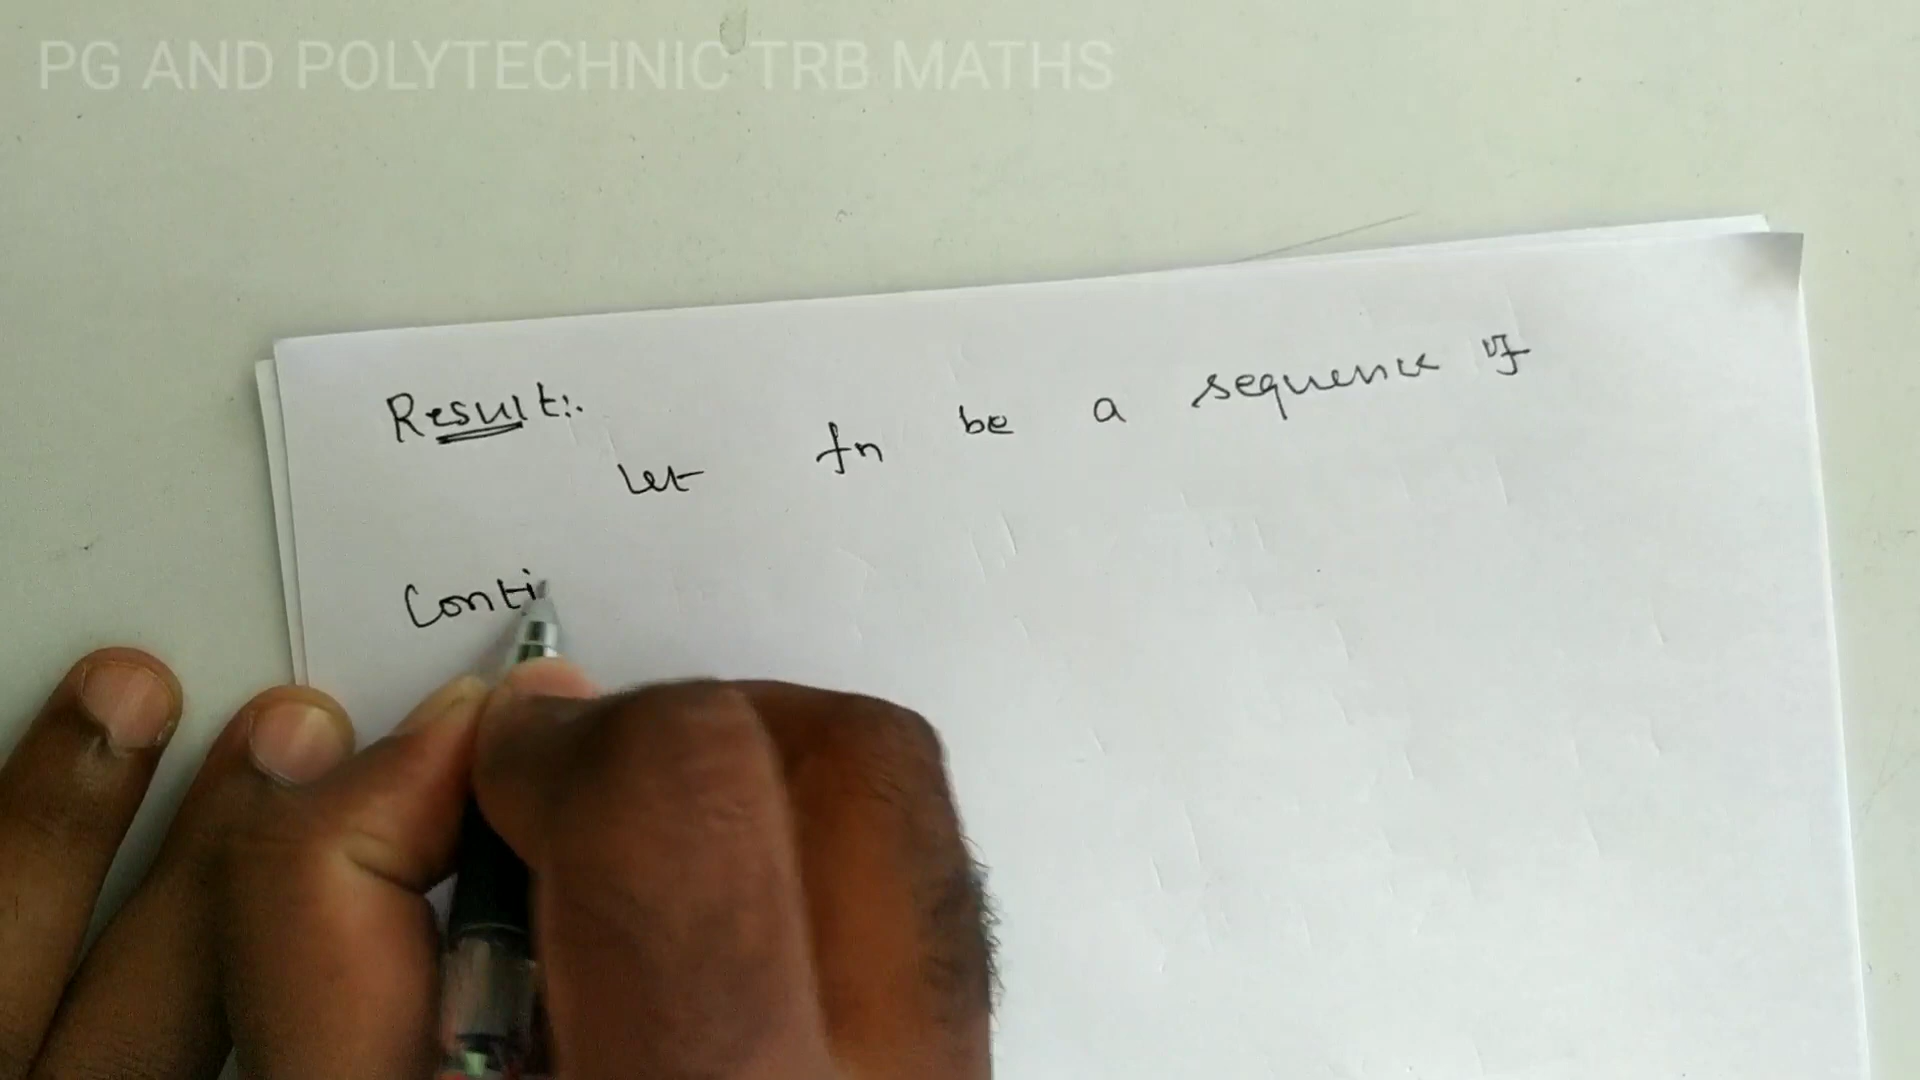 PG AND POLYTECHNIC TRB MATHS
Result:.
Let fn be a sequence of
Conti